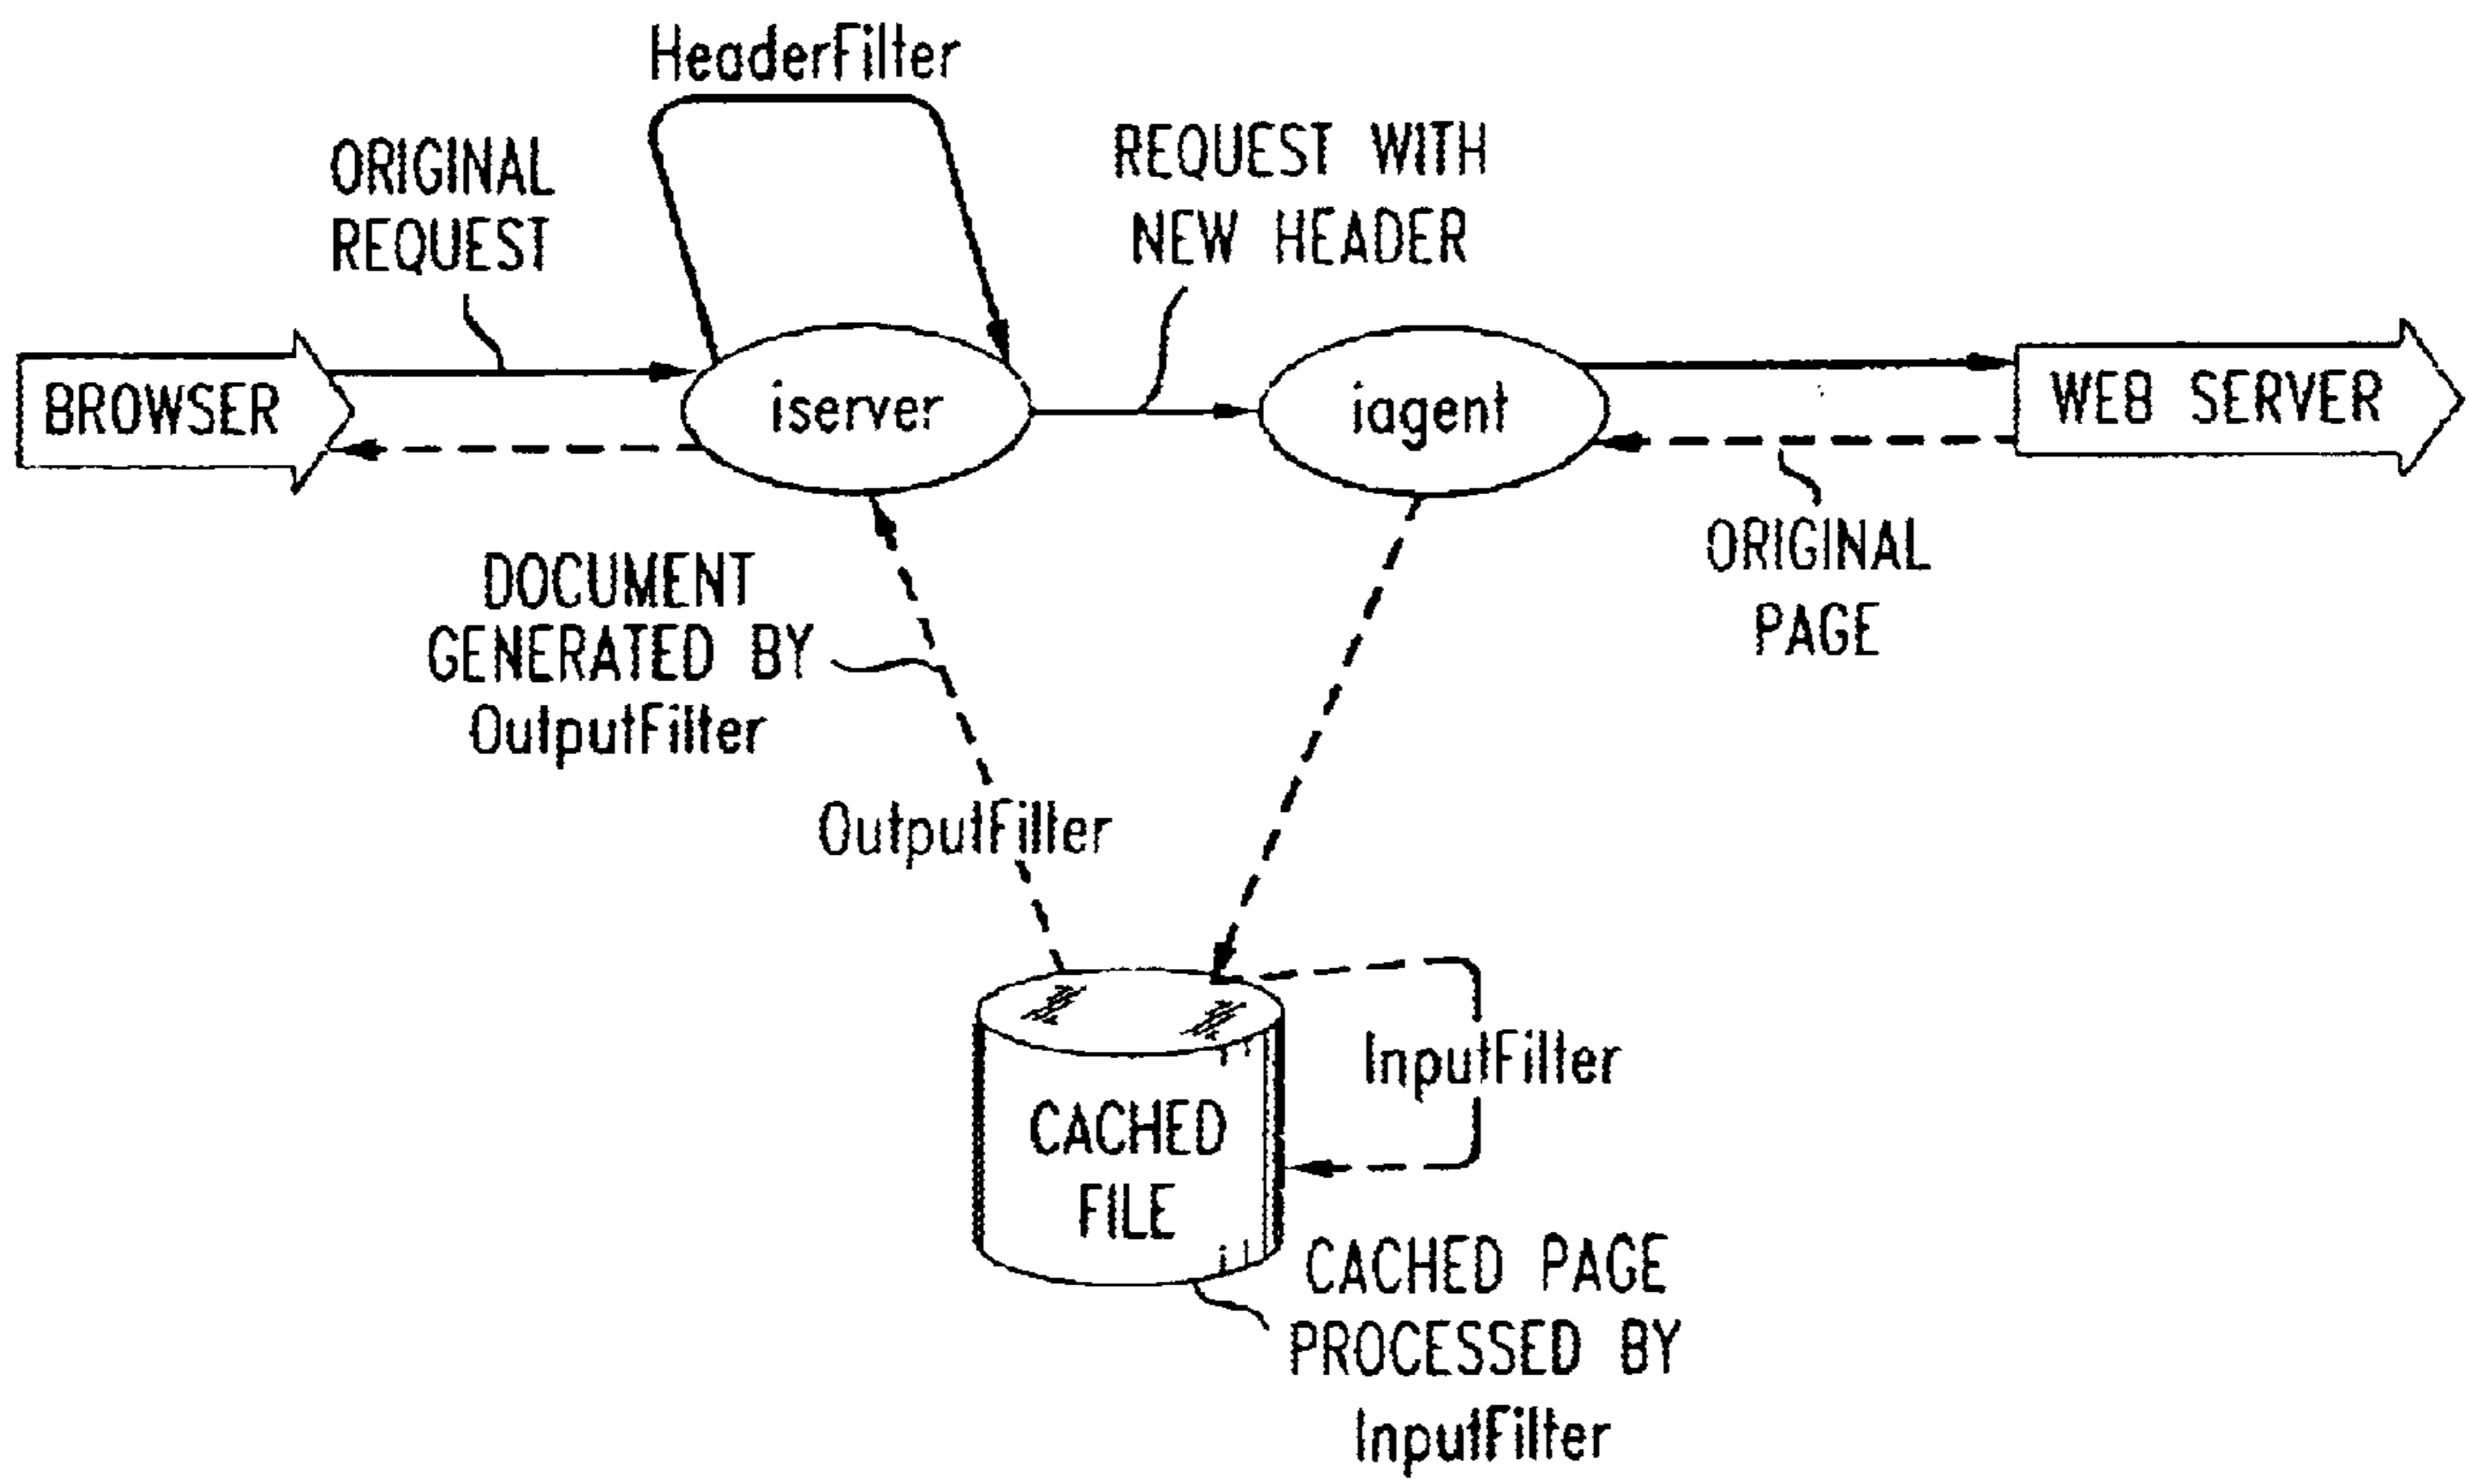 HeaderFilter
ORIGINAL
REQUEST
REQUEST WITH
NEW HEADER
BROWSER
iserver
iagent
WEB SERVER
ORIGINAL
PAGE
DOCUMENT
GENERATED BY
OutputFilter
OutputFilter
InputFilter
CACHED
FILE
CACHED PAGE
PROCESSED BY
InputFilter